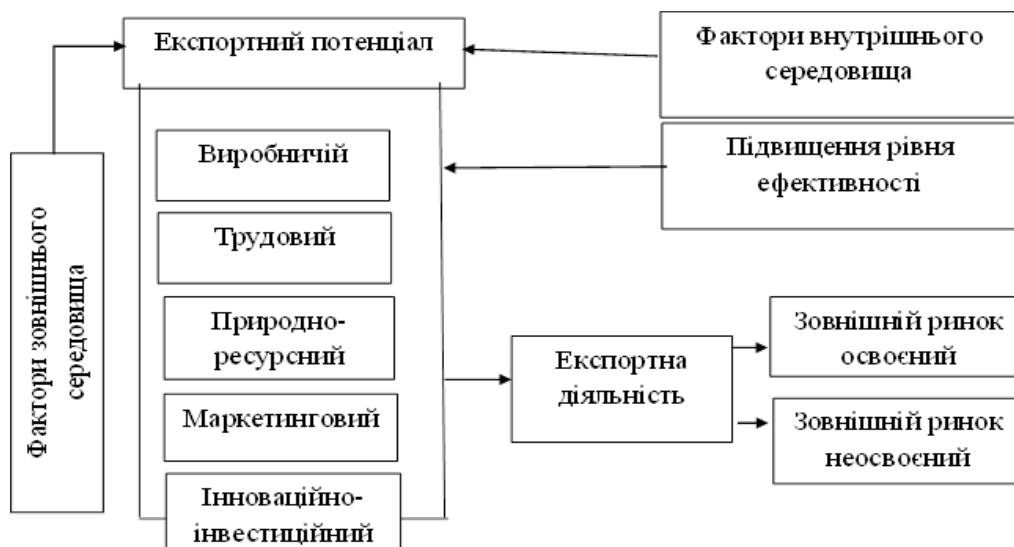 Експортний потенціал
Фактори внутрішнього
середовища
Підвищення рівня
ефективності
Фактори зовнішнього
середовища
Виробничій
Трудовий
Природно-
ресурсний
Маркетинговий
Інноваційно-
інвестиційний
Експортна
діяльність
Зовнішній ринок
освоєний
Зовнішній ринок
неосвоєний